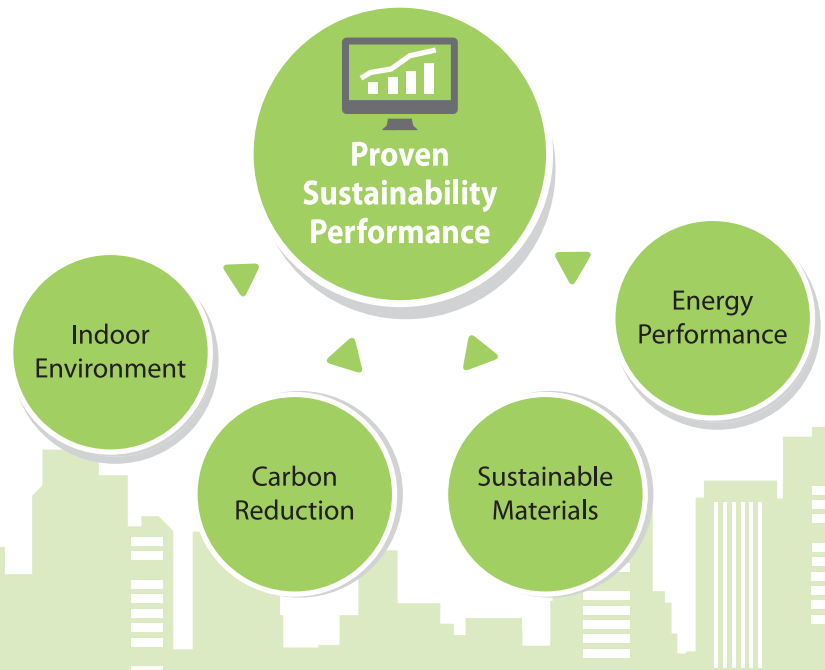 Proven
Sustainability
Performance
Indoor
Environment
Carbon
Reduction
Sustainable
Materials
Energy
Performance